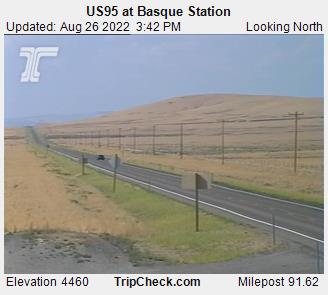 US95 at Basque Station
Updated: Aug 26 2022 3:42 PM Looking North
Elevation 4460 TripCheck.com Milepost 91.62